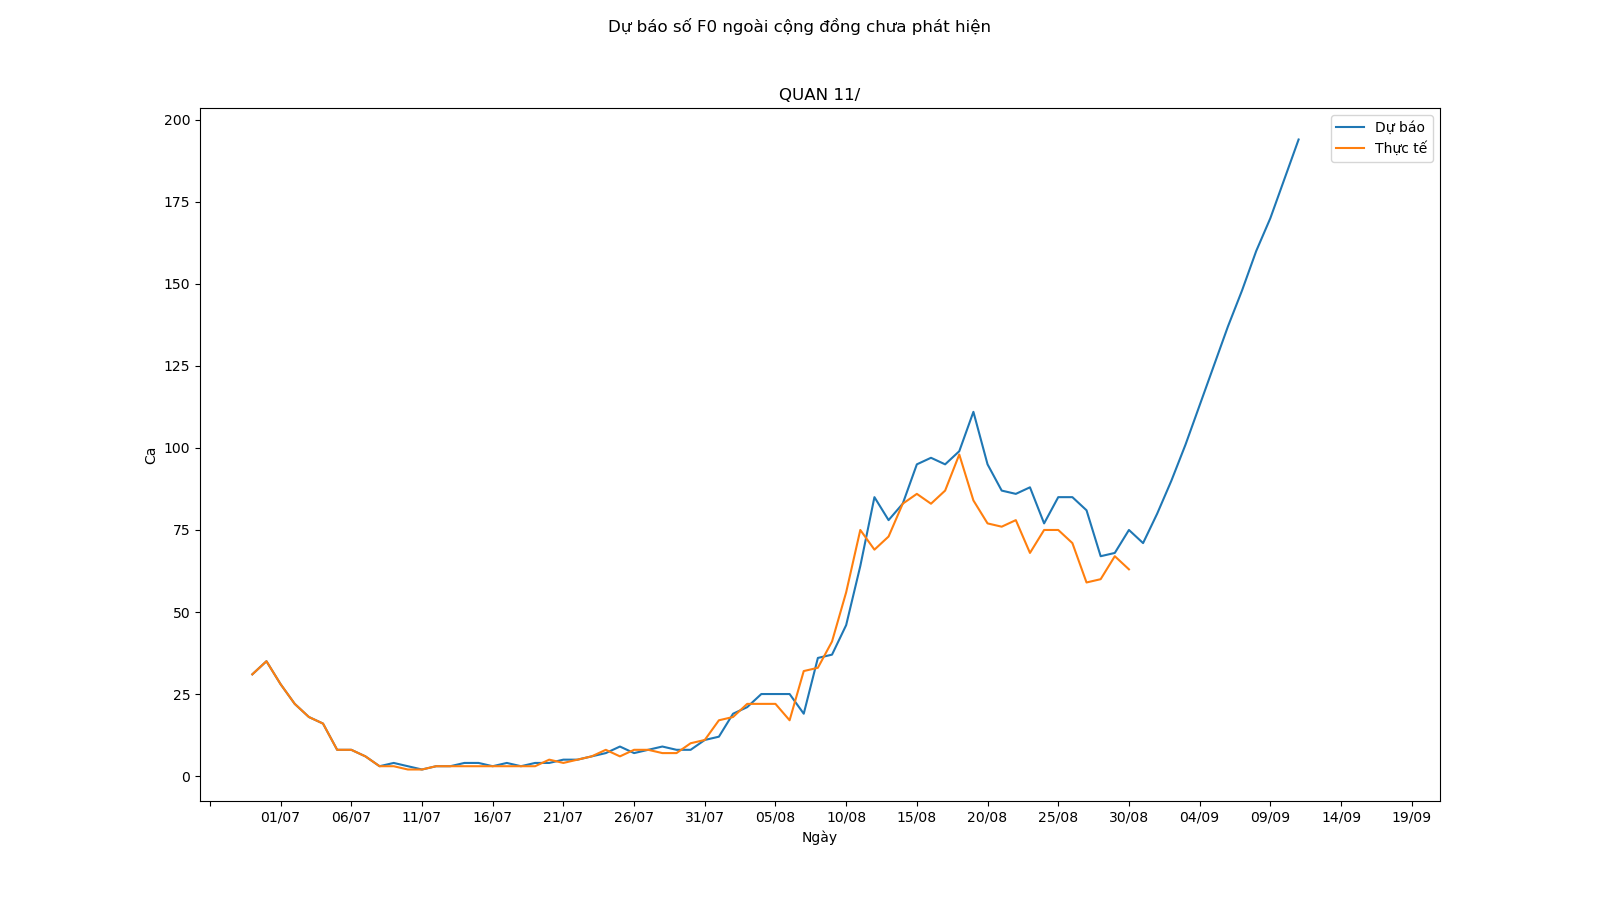 Dự báo số F0 ngoài cộng đồng chưa phát hiện
QUAN 11/
Dự báo
Thực tế
200
175
150
125
100
75
50
25
0
Ca
01/07 06/07 11/07 16/07 21/07 26/07 31/07 05/08 10/08 15/08 20/08 25/08 30/08 04/09 09/09 14/09 19/09
Ngày